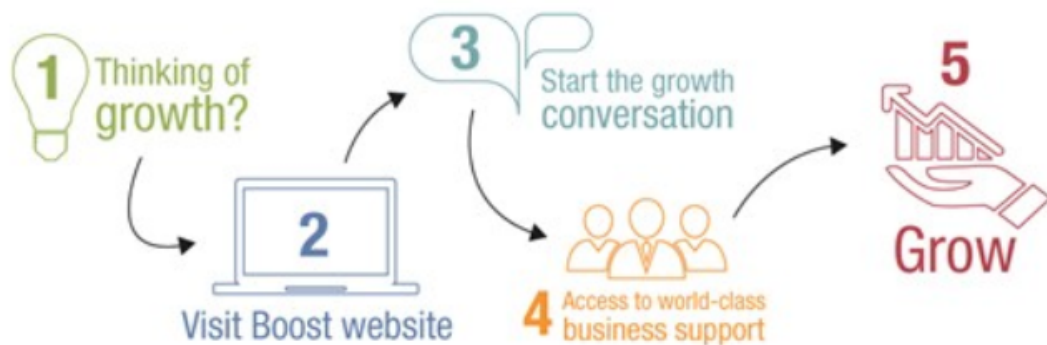 1
Thinking of
growth?
2
Visit Boost website
3
Start the growth
conversation
4
Access to world-class
business support
5
Grow